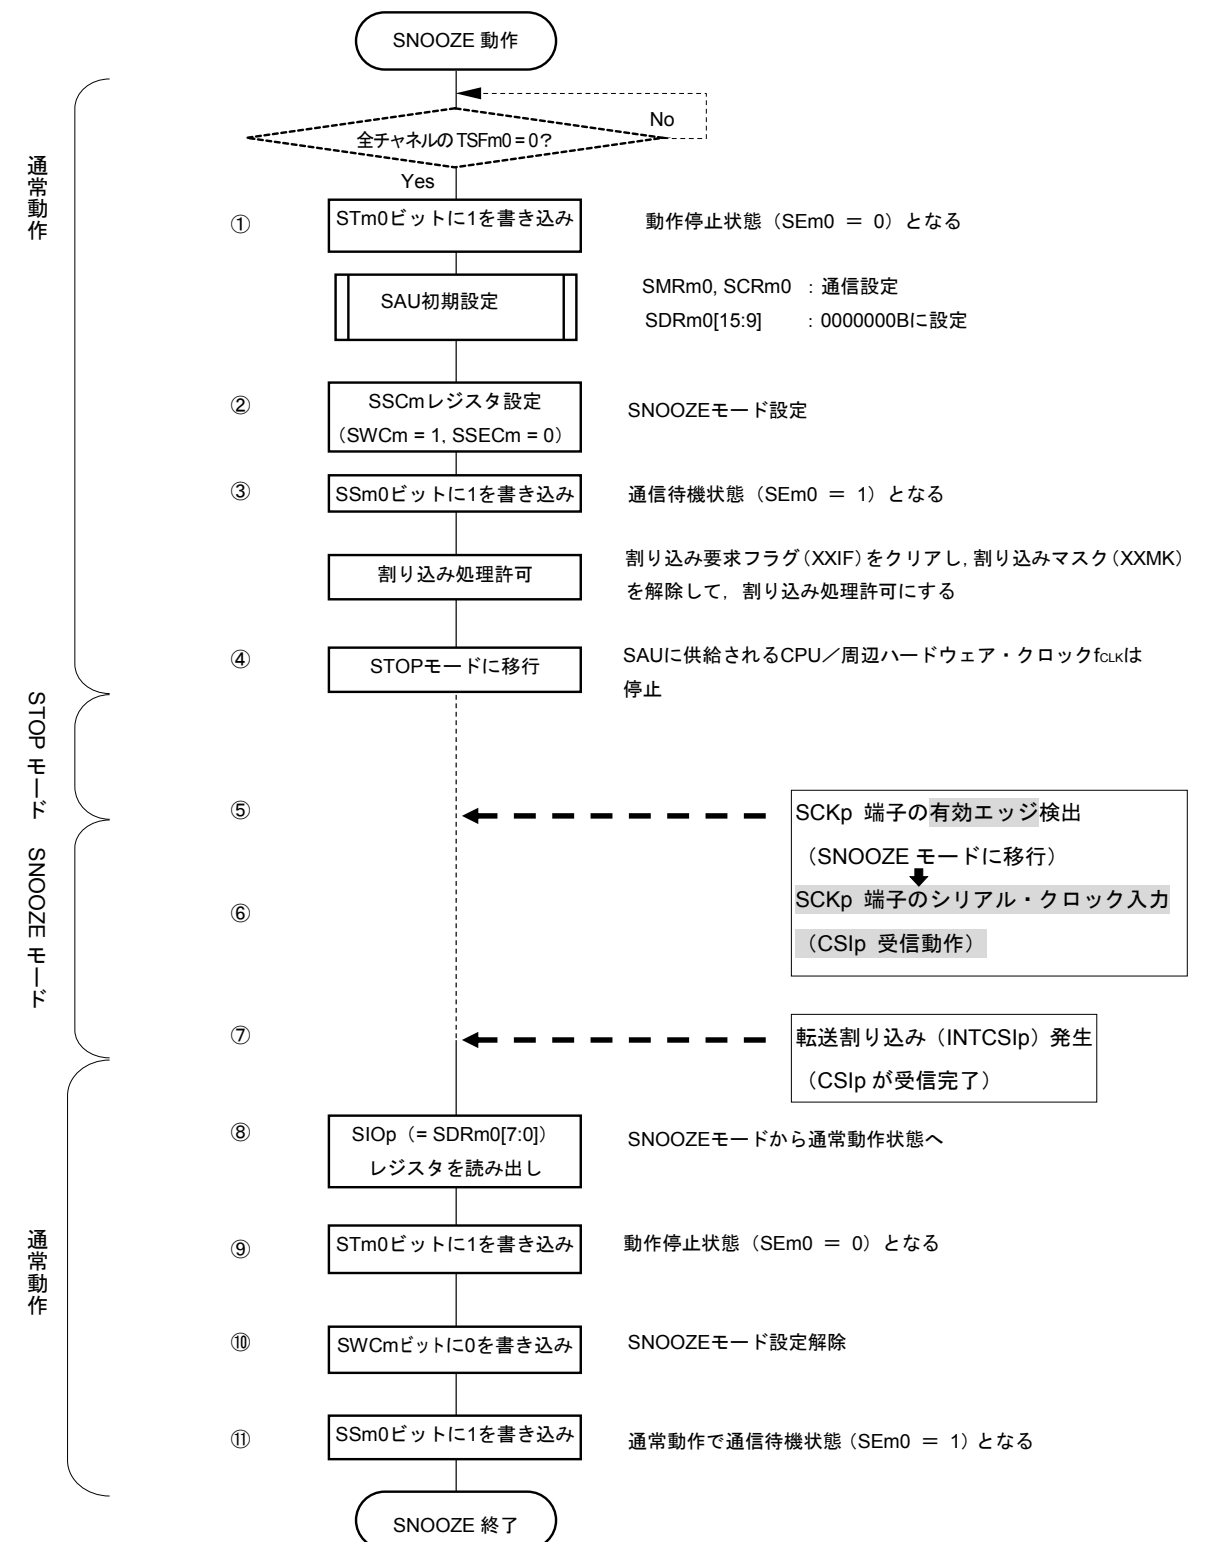 SNOOZE 動作
No
全チャネルの TSFm0 = 0？
Yes
通常動作
①
STm0ビットに1を書き込み
動作停止状態（SEm0 ＝ 0）となる
SAU初期設定
SMRm0, SCRm0 ：通信設定
SDRm0[15:9] ：0000000Bに設定
②
SSCmレジスタ設定
（SWCm = 1, SSECm = 0）
SNOOZEモード設定
③
SSm0ビットに1を書き込み
通信待機状態（SEm0 ＝ 1）となる
割り込み処理許可
割り込み要求フラグ（XXIF）をクリアし, 割り込みマスク（XXMK）
を解除して，割り込み処理許可にする
④
STOPモードに移行
SAUに供給されるCPU／周辺ハードウェア・クロックfCLKは
停止
STOP モード
⑤
SCKp 端子の有効エッジ検出
（SNOOZE モードに移行）
SNOOZE モード
⑥
SCKp 端子のシリアル・クロック入力
（CSIp 受信動作）
⑦
転送割り込み（INTCSIp）発生
（CSIp が受信完了）
⑧
SIOp（= SDRm0[7:0]）
レジスタを読み出し
SNOOZEモードから通常動作状態へ
通常動作
⑨
STm0ビットに1を書き込み
動作停止状態（SEm0 ＝ 0）となる
⑩
SWCmビットに0を書き込み
SNOOZEモード設定解除
⑪
SSm0ビットに1を書き込み
通常動作で通信待機状態（SEm0 ＝ 1）となる
SNOOZE 終了